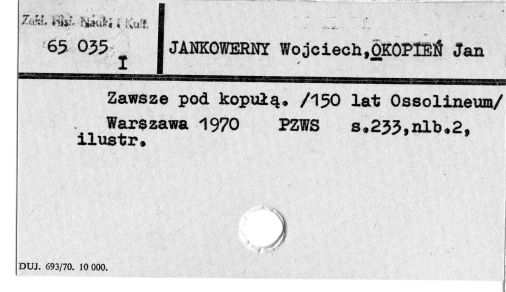 Zakł. Hist. Nauki i Kult.
65 035
I
JANKOWERNY Wojciech, OKOPIEŃ Jan
Zawsze pod kopułą. /150 lat Ossolineum/
Warszawa 1970 PZWS s.233,nlb.2,
ilustr.
DUJ. 693/70. 10 000.